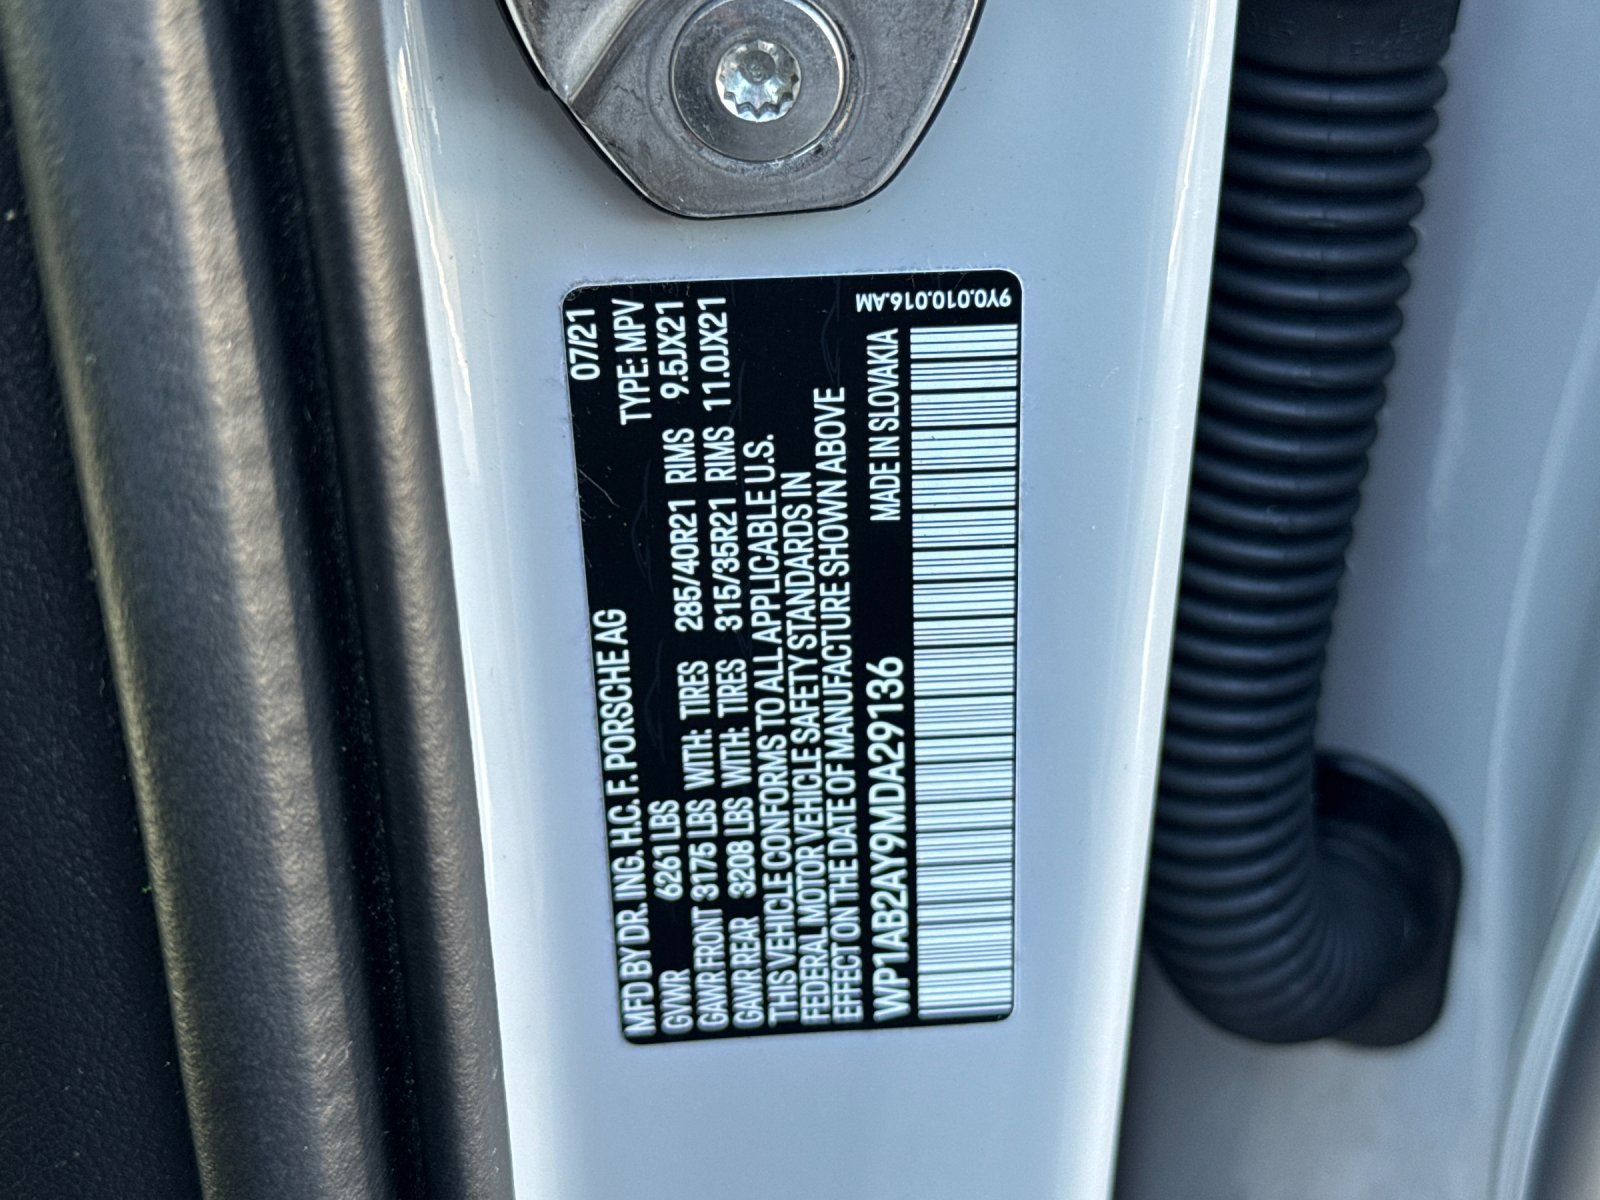 MFD BY DR. ING. H.C. F. PORSCHE AG 07/21
GVWR 6261 LBS TYPE: MPV
GAWR FRONT 3175 LBS WITH: TIRES 285/40R21 RIMS 9.5JX21
GAWR REAR 3208 LBS WITH: TIRES 315/35R21 RIMS 11.0JX21
THIS VEHICLE CONFORMS TO ALL APPLICABLE U.S.
FEDERAL MOTOR VEHICLE SAFETY STANDARDS IN
EFFECT ON THE DATE OF MANUFACTURE SHOWN ABOVE
WP1AB2AY9MDA29136 MADE IN SLOVAKIA
9Y0.010.016.AM